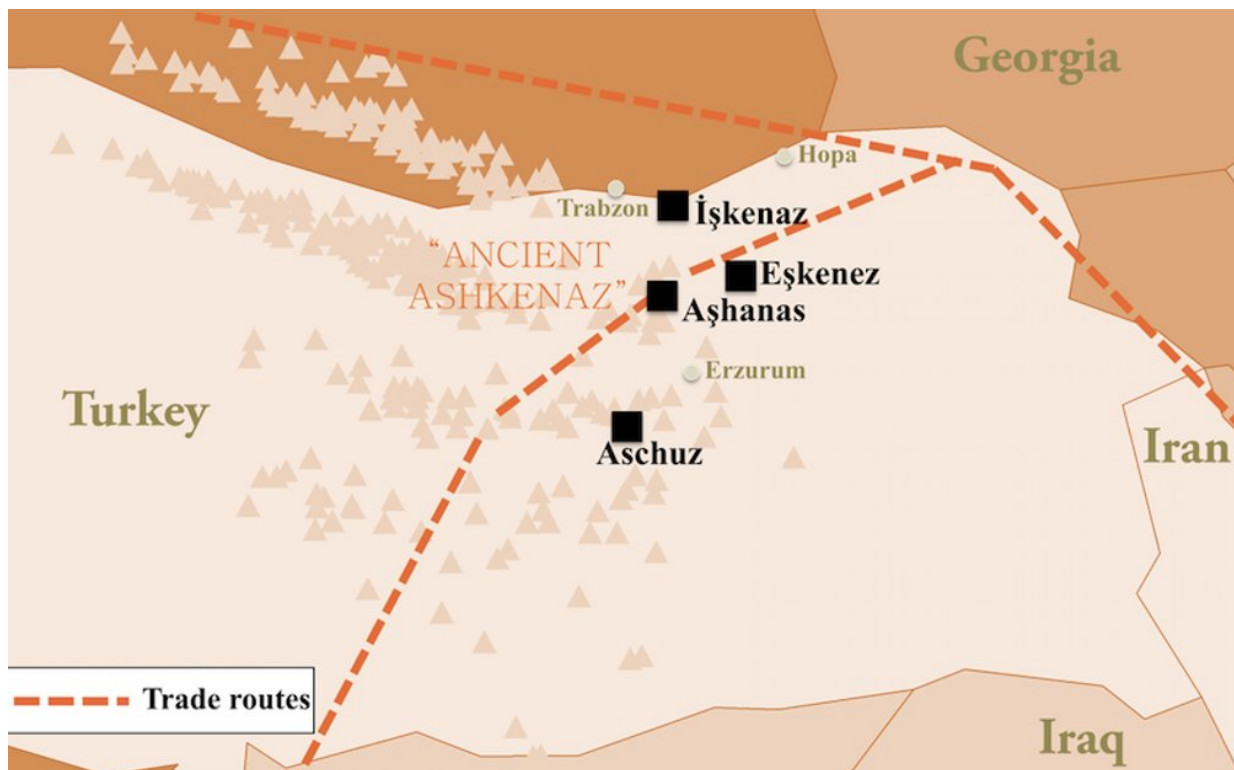 Georgia
Hopa
Trabzon
İşkenaz
“ANCIENT
ASHKENAZ”
Eşkenez
Aşhanas
Erzurum
Turkey
Aschuz
Iran
Trade routes
Iraq